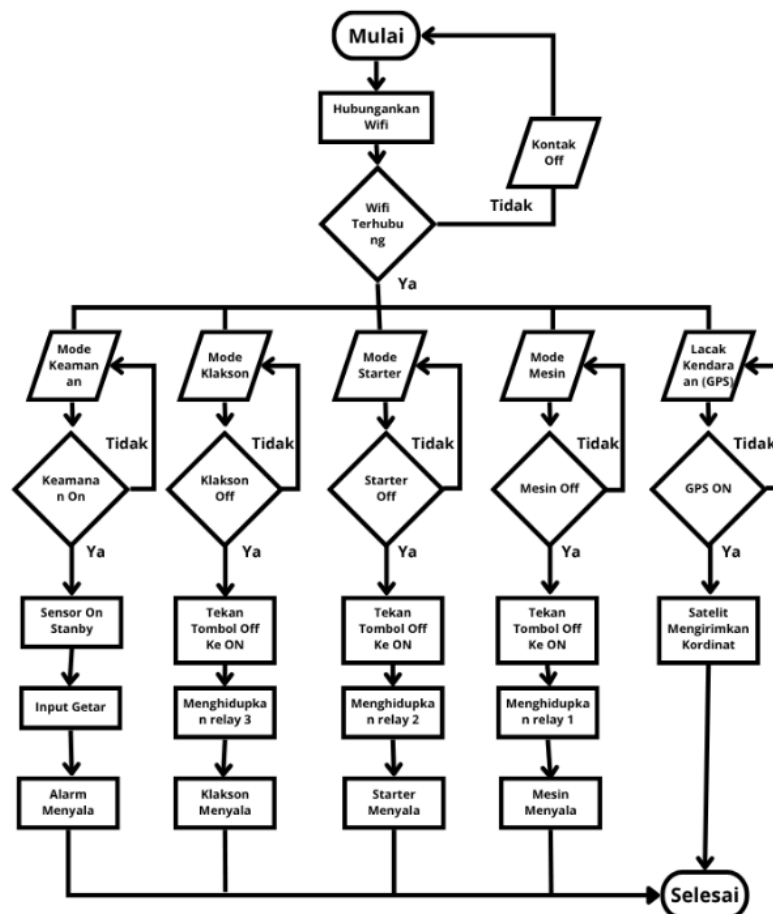 Mulai
Hubungankan
Wifi
Kontak
Off
Wifi
Terhubu
ng
Tidak
Ya
Mode
Keaman
an
Mode
Klakson
Mode
Starter
Mode
Mesin
Lacak
Kendara
an (GPS)
Tidak
Tidak
Tidak
Tidak
Tidak
Keamana
n On
Klakson
Off
Starter
Off
Mesin Off
GPS ON
Ya
Ya
Ya
Ya
Ya
Sensor On
Stanby
Tekan
Tombol Off
Ke ON
Tekan
Tombol Off
Ke ON
Tekan
Tombol Off
Ke ON
Satelit
Mengirimkan
Kordinat
Input Getar
Menghidupka
n relay 3
Menghidupka
n relay 2
Menghidupka
n relay 1
Alarm
Menyala
Klakson
Menyala
Starter
Menyala
Mesin
Menyala
Selesai